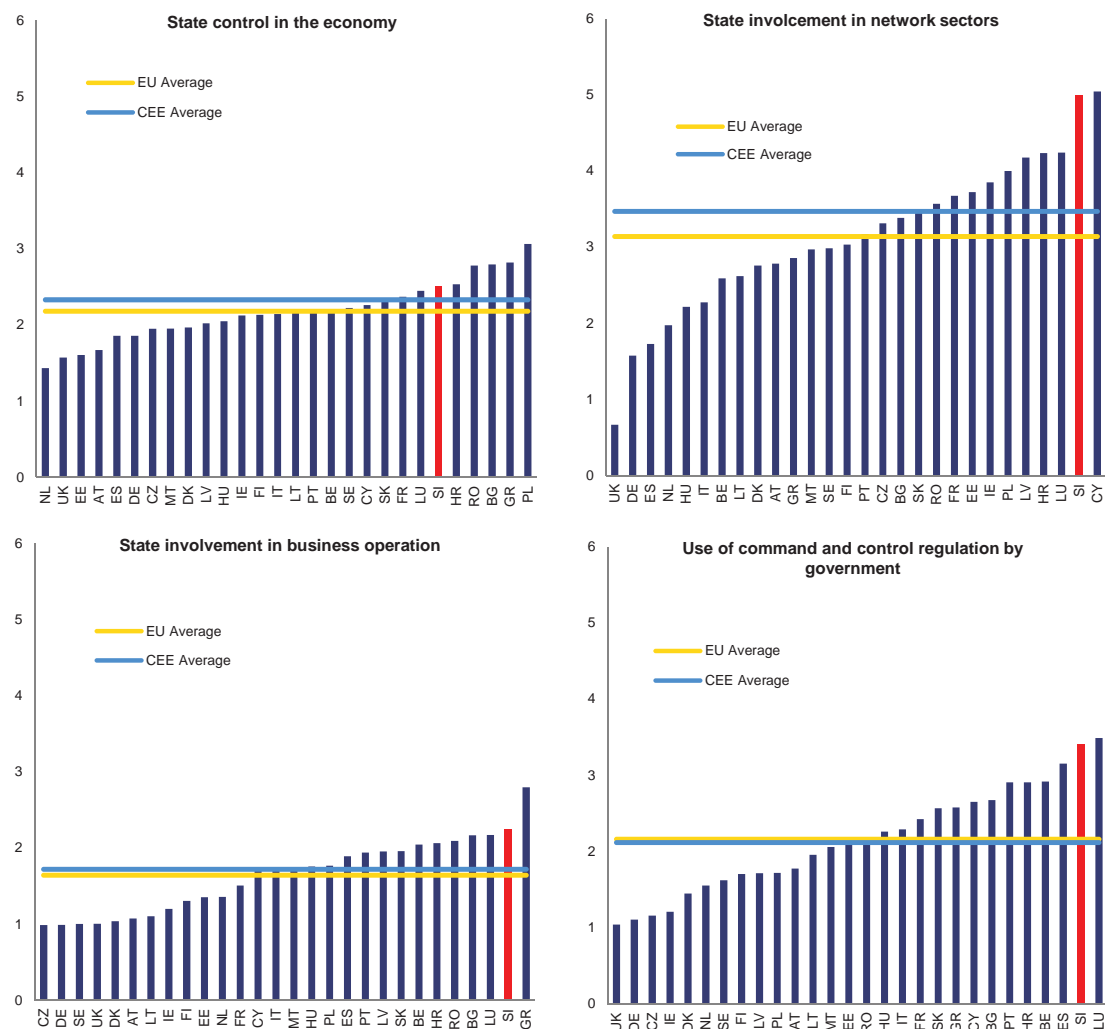 State control in the economy
6
5
4
3
2
1
0
EU Average
CEE Average
NL UK EE AT ES DE CZ MT DK LV HU IE FI IT LT PT BE SE CY SK FR LU SI HR RO BG GR PL
State involcement in network sectors
6
5
4
3
2
1
0
EU Average
CEE Average
UK DE ES NL HU IT BE LT DK AT GR MT SE FI PT CZ BG SK RO FR EE IE PL LV HR LU SI CY
State involvement in business operation
6
5
4
3
2
1
0
EU Average
CEE Average
CZ DE SE UK DK AT LT IE FI EE NL FR CY IT MT HU PL ES PT LV SK BE HR RO BG LU SI GR
Use of command and control regulation by
government
6
5
4
3
2
1
0
EU Average
CEE Average
UK DE CZ IE DK NL SE FI LV PL AT LT MT EE RO HU IT FR SK GR CY BG PT HR BE ES SI LU